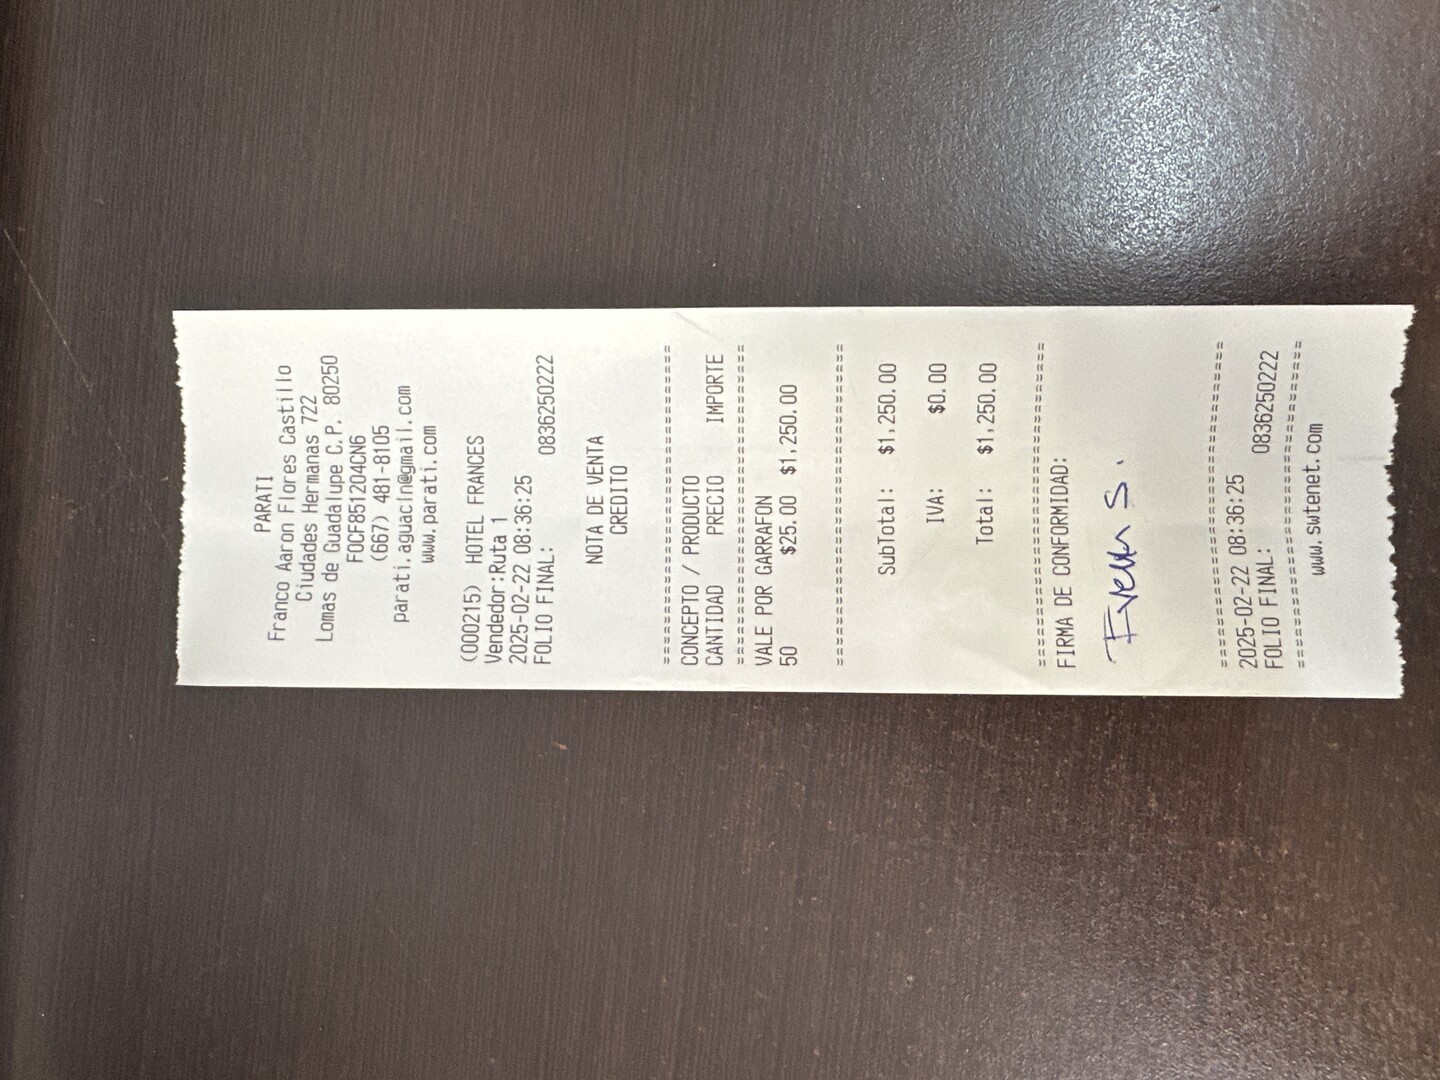 PARATI
Franco Aaron Flores Castillo
Ciudades Hermanas 722
Lomas de Guadalupe C.P. 80250
FOCF851204CN6
(667) 481-8105
parati.aguacln@gmail.com
www.parati.com
(000215) HOTEL FRANCES
Vendedor:Ruta 1
2025-02-22 08:36:25
FOLIO FINAL: 0836250222
NOTA DE VENTA
CREDITO
==============================
CONCEPTO / PRODUCTO
CANTIDAD PRECIO IMPORTE
==============================
VALE POR GARRAFON
50 $25.00 $1,250.00
==============================
SubTotal: $1,250.00
IVA: $0.00
Total: $1,250.00
==============================
FIRMA DE CONFORMIDAD:
==============================
2025-02-22 08:36:25
FOLIO FINAL: 0836250222
==============================
www.swtenet.com